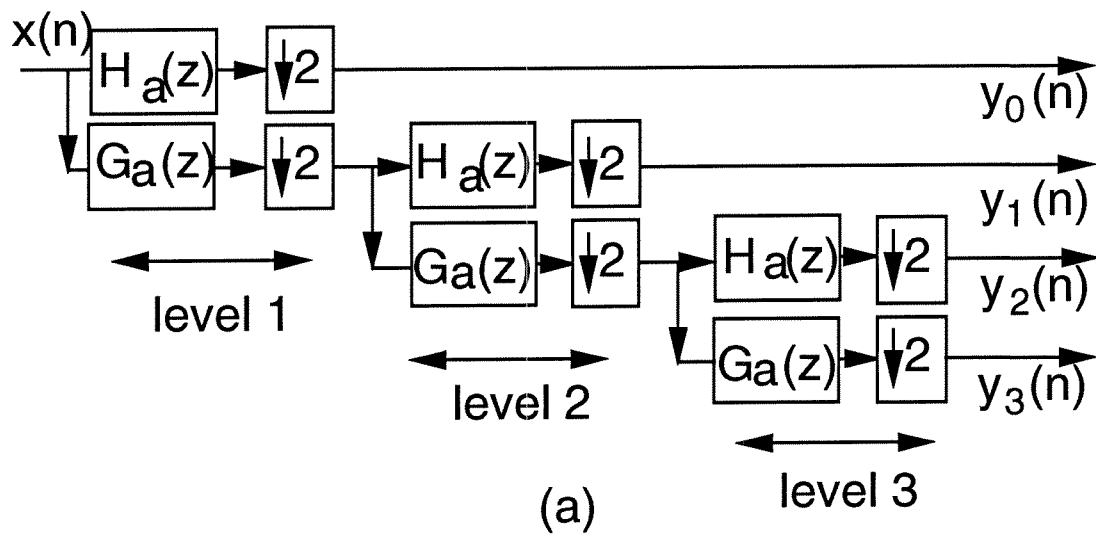 x(n)
Hₐ(z) ↓2
y₀(n)
Gₐ(z) ↓2
Hₐ(z) ↓2
y₁(n)
Gₐ(z) ↓2
Hₐ(z) ↓2
y₂(n)
level 1
Gₐ(z) ↓2
y₃(n)
level 2
level 3
(a)